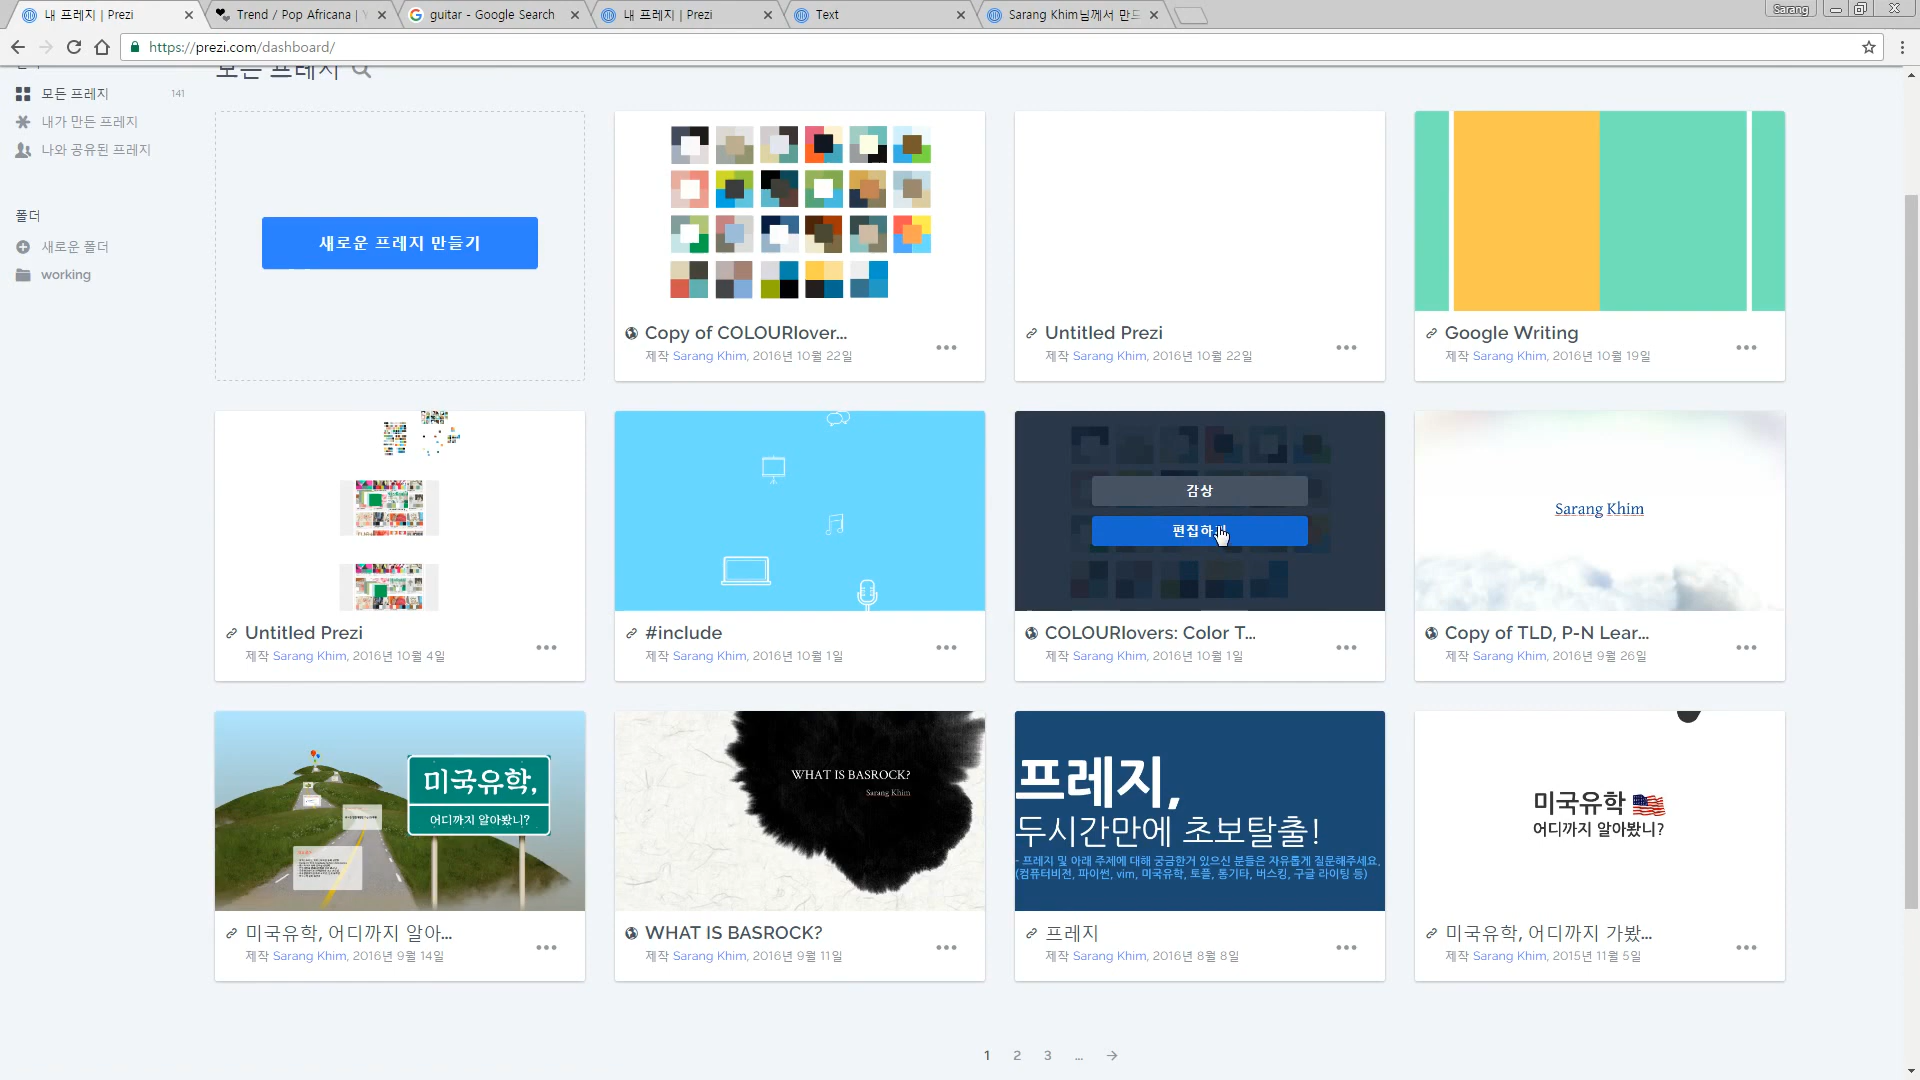 내 프레지 | Prezi
Trend / Pop Africana |
guitar - Google Search
내 프레지 | Prezi
Text
Sarang Khim님께서 만드
Sarang
https://prezi.com/dashboard/
모든 프레지
모든 프레지
141
내가 만든 프레지
나와 공유된 프레지
폴더
새로운 폴더
working
새로운 프레지 만들기
Copy of COLOURlover...
제작 Sarang Khim, 2016년 10월 22일
Untitled Prezi
제작 Sarang Khim, 2016년 10월 22일
Google Writing
제작 Sarang Khim, 2016년 10월 19일
Untitled Prezi
제작 Sarang Khim, 2016년 10월 4일
#include
제작 Sarang Khim, 2016년 10월 1일
감상
편집하기
COLOURlovers: Color T...
제작 Sarang Khim, 2016년 10월 1일
Sarang Khim
Copy of TLD, P-N Lear...
제작 Sarang Khim, 2016년 9월 26일
미국유학,
어디까지 알아봤니?
미국유학, 어디까지 알아...
제작 Sarang Khim, 2016년 9월 14일
WHAT IS BASROCK?
Sarang Khim
WHAT IS BASROCK?
제작 Sarang Khim, 2016년 9월 11일
프레지,
두시간만에 초보탈출!
- 프레지 및 아래 주제에 대해 궁금한거 있으신 분들은 자유롭게 질문해주세요.
(컴퓨터비전, 파이썬, vim, 미국유학, 토플, 통기타, 버스킹, 구글 라이팅 등)
프레지
제작 Sarang Khim, 2016년 8월 8일
미국유학
어디까지 알아봤니?
미국유학, 어디까지 가봤...
제작 Sarang Khim, 2015년 11월 5일
1 2 3 ...